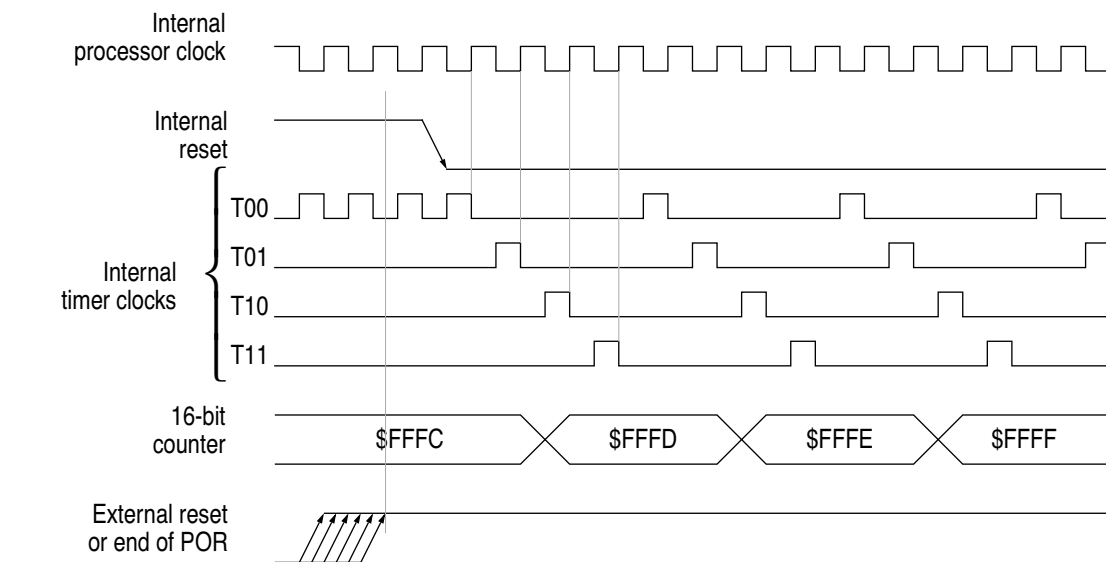 Internal
processor clock
Internal
reset
T00
T01
Internal
timer clocks
T10
T11
16-bit
counter
$FFFC
$FFFD
$FFFE
$FFFF
External reset
or end of POR